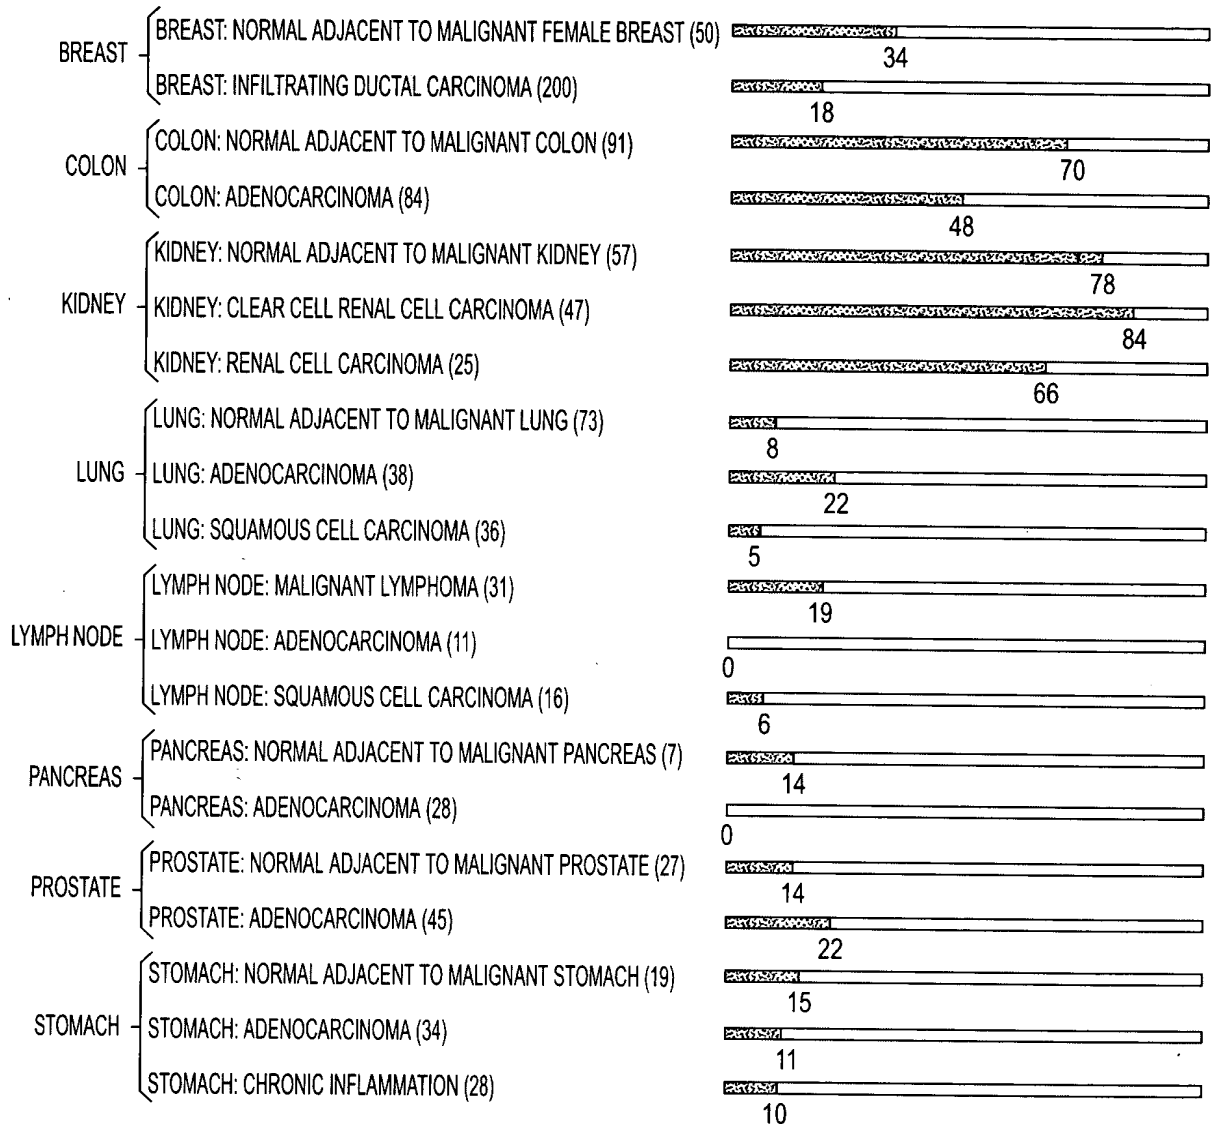 BREAST: NORMAL ADJACENT TO MALIGNANT FEMALE BREAST (50)
34
BREAST
BREAST: INFILTRATING DUCTAL CARCINOMA (200)
18
COLON: NORMAL ADJACENT TO MALIGNANT COLON (91)
70
COLON
COLON: ADENOCARCINOMA (84)
48
KIDNEY: NORMAL ADJACENT TO MALIGNANT KIDNEY (57)
78
KIDNEY
KIDNEY: CLEAR CELL RENAL CELL CARCINOMA (47)
84
KIDNEY: RENAL CELL CARCINOMA (25)
66
LUNG: NORMAL ADJACENT TO MALIGNANT LUNG (73)
8
LUNG
LUNG: ADENOCARCINOMA (38)
22
LUNG: SQUAMOUS CELL CARCINOMA (36)
5
LYMPH NODE: MALIGNANT LYMPHOMA (31)
19
LYMPH NODE
LYMPH NODE: ADENOCARCINOMA (11)
0
LYMPH NODE: SQUAMOUS CELL CARCINOMA (16)
6
PANCREAS: NORMAL ADJACENT TO MALIGNANT PANCREAS (7)
14
PANCREAS
PANCREAS: ADENOCARCINOMA (28)
0
PROSTATE: NORMAL ADJACENT TO MALIGNANT PROSTATE (27)
14
PROSTATE
PROSTATE: ADENOCARCINOMA (45)
22
STOMACH: NORMAL ADJACENT TO MALIGNANT STOMACH (19)
15
STOMACH
STOMACH: ADENOCARCINOMA (34)
11
STOMACH: CHRONIC INFLAMMATION (28)
10